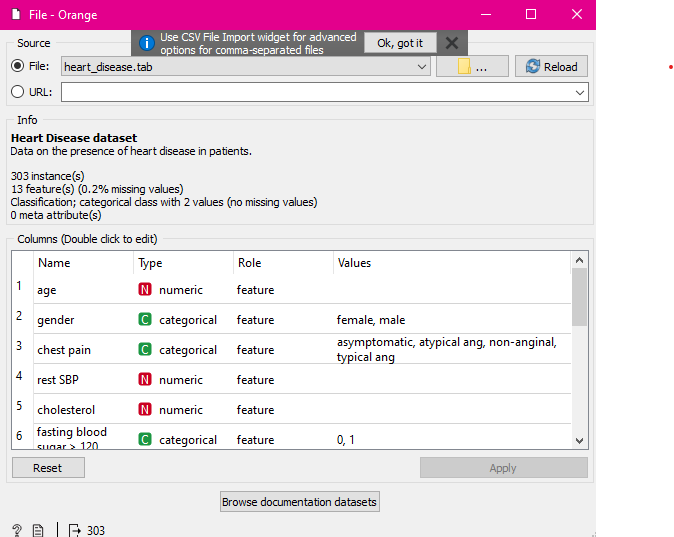 File - Orange
Use CSV File Import widget for advanced
options for comma-separated files
Ok, got it
Source
File:
heart_disease.tab
...
Reload
URL:
Info
Heart Disease dataset
Data on the presence of heart disease in patients.
303 instance(s)
13 feature(s) (0.2% missing values)
Classification; categorical class with 2 values (no missing values)
0 meta attribute(s)
Columns (Double click to edit)
Name Type Role Values
1 age N numeric feature
2 gender C categorical feature female, male
3 chest pain C categorical feature asymptomatic, atypical ang, non-anginal,
typical ang
4 rest SBP N numeric feature
5 cholesterol N numeric feature
6 fasting blood
sugar > 120 C categorical feature 0, 1
Reset Apply
Browse documentation datasets
? 303